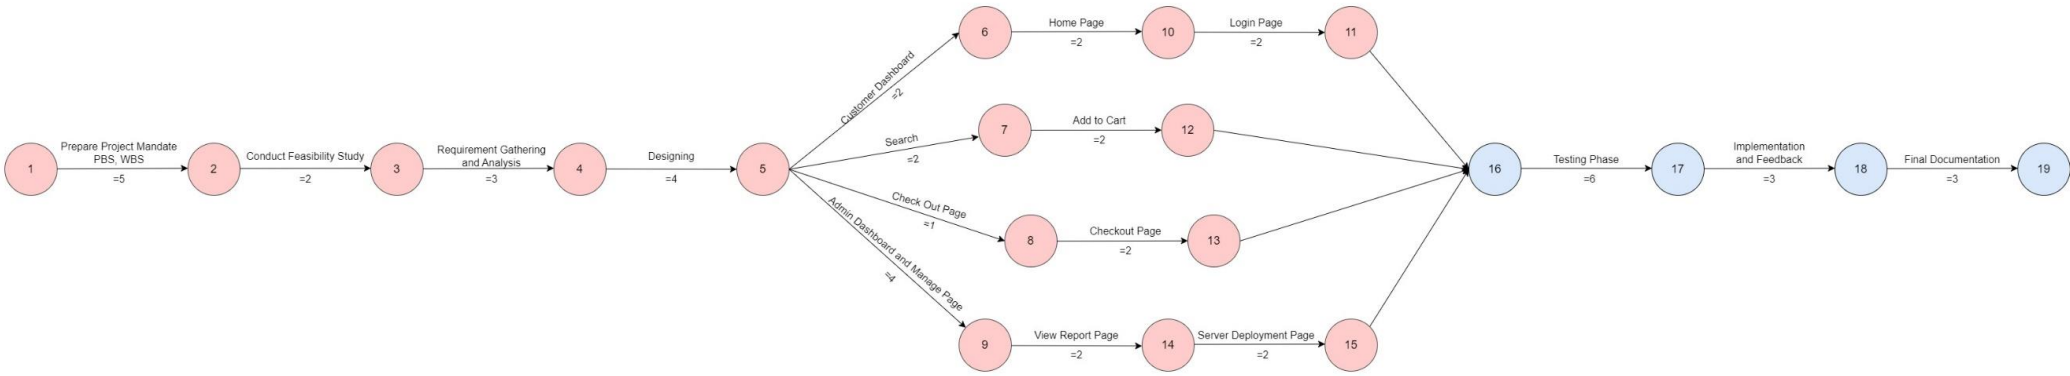 1
Prepare Project Mandate
PBS, WBS
=5
2
Conduct Feasibility Study
=2
3
Requirement Gathering
and Analysis
=3
4
Designing
=4
5
Customer Dashboard
=2
6
Home Page
=2
10
Login Page
=2
11
Search
=2
7
Add to Cart
=2
12
Check Out Page
=1
8
Checkout Page
=2
13
Admin Dashboard and Manage Page
=4
9
View Report Page
=2
14
Server Deployment Page
=2
15
16
Testing Phase
=6
17
Implementation
and Feedback
=3
18
Final Documentation
=3
19